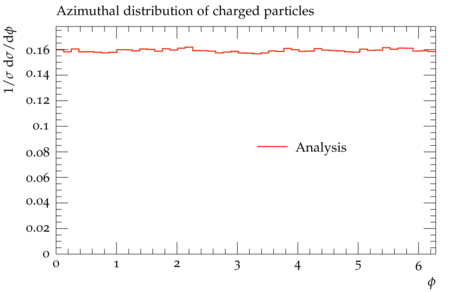 Azimuthal distribution of charged particles
1/σ dσ/dϕ
0.16
0.14
0.12
0.1
0.08
0.06
0.04
0.02
0
Analysis
0 1 2 3 4 5 6
ϕ